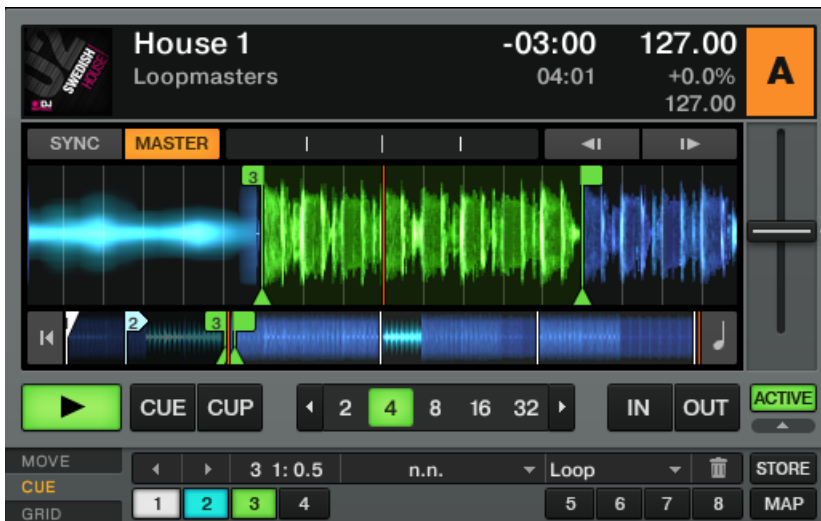 02
SWEDISH
HOUSE
DJ
House 1
-03:00
127.00
Loopmasters
04:01
+0.0%
127.00
A
SYNC
MASTER
3
2
3
CUE
CUP
2
4
8
16
32
IN
OUT
ACTIVE
MOVE
CUE
GRID
3 1: 0.5
n.n.
Loop
STORE
1
2
3
4
5
6
7
8
MAP